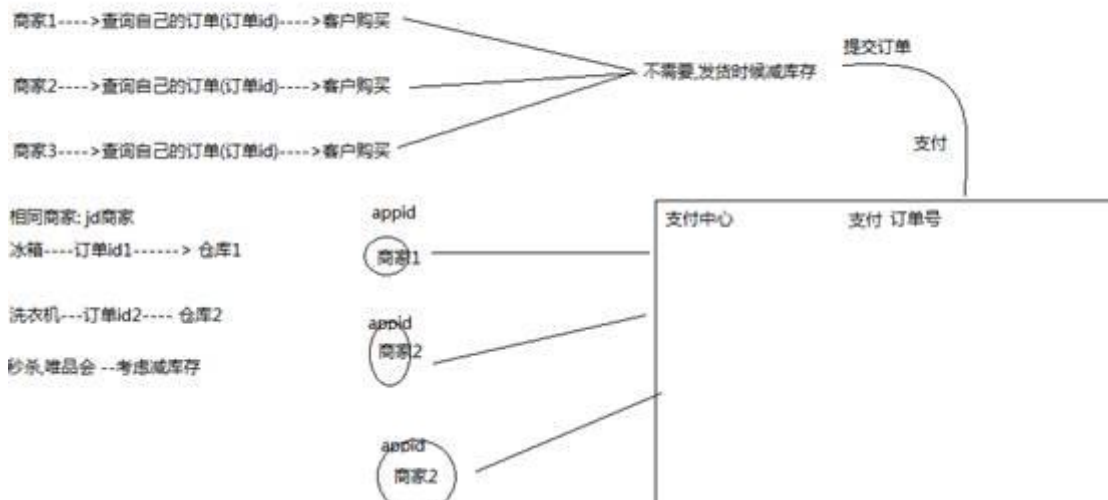 商家1---->查询自己的订单(订单id)---->客户购买
提交订单
不需要,发货时候减库存
商家2---->查询自己的订单(订单id)---->客户购买
支付
商家3---->查询自己的订单(订单id)---->客户购买
相同商家: jd商家
appid
支付中心
支付 订单号
冰箱----订单id1------> 仓库1
商家1
洗衣机---订单id2---- 仓库2
appid
商家2
秒杀,唯品会 --考虑减库存
appid
商家2